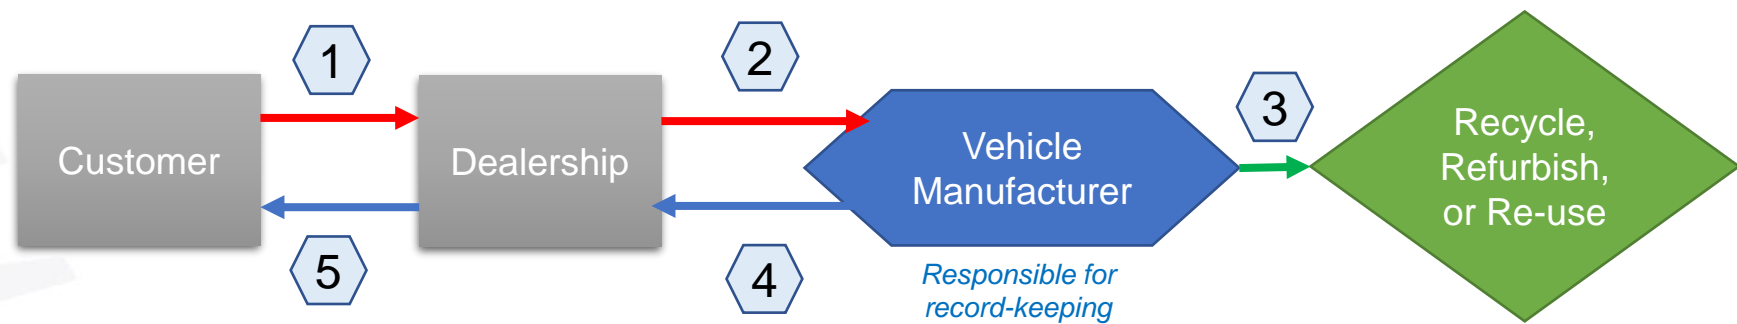 1
2
3
Customer
Dealership
Vehicle
Manufacturer
Recycle,
Refurbish,
or Re-use
5
4
Responsible for
record-keeping